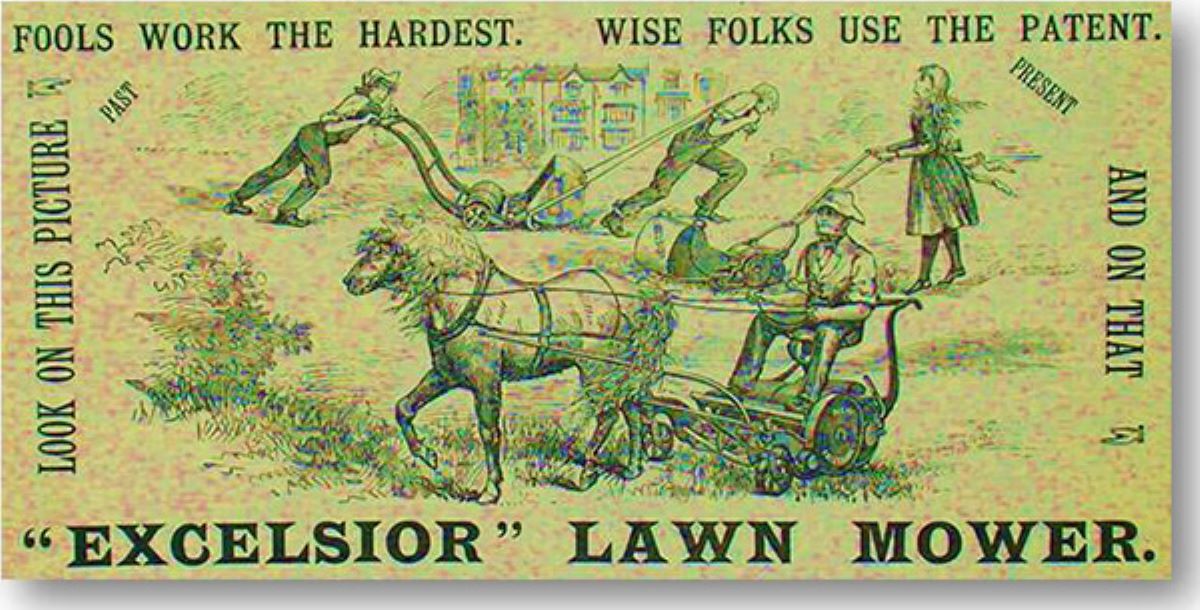 FOOLS WORK THE HARDEST. WISE FOLKS USE THE PATENT.
LOOK ON THIS PICTURE
PAST
PRESENT
AND ON THAT
"EXCELSIOR" LAWN MOWER.